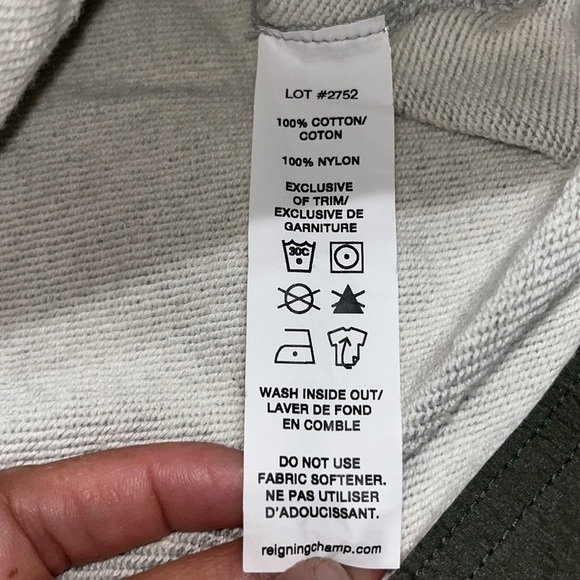 LOT #2752
100% COTTON/
COTON
100% NYLON
EXCLUSIVE
OF TRIM/
EXCLUSIVE DE
GARNITURE
30C
WASH INSIDE OUT/
LAVER DE FOND
EN COMBLE
DO NOT USE
FABRIC SOFTENER.
NE PAS UTILISER
D'ADOUCISSANT.
reigningchamp.com